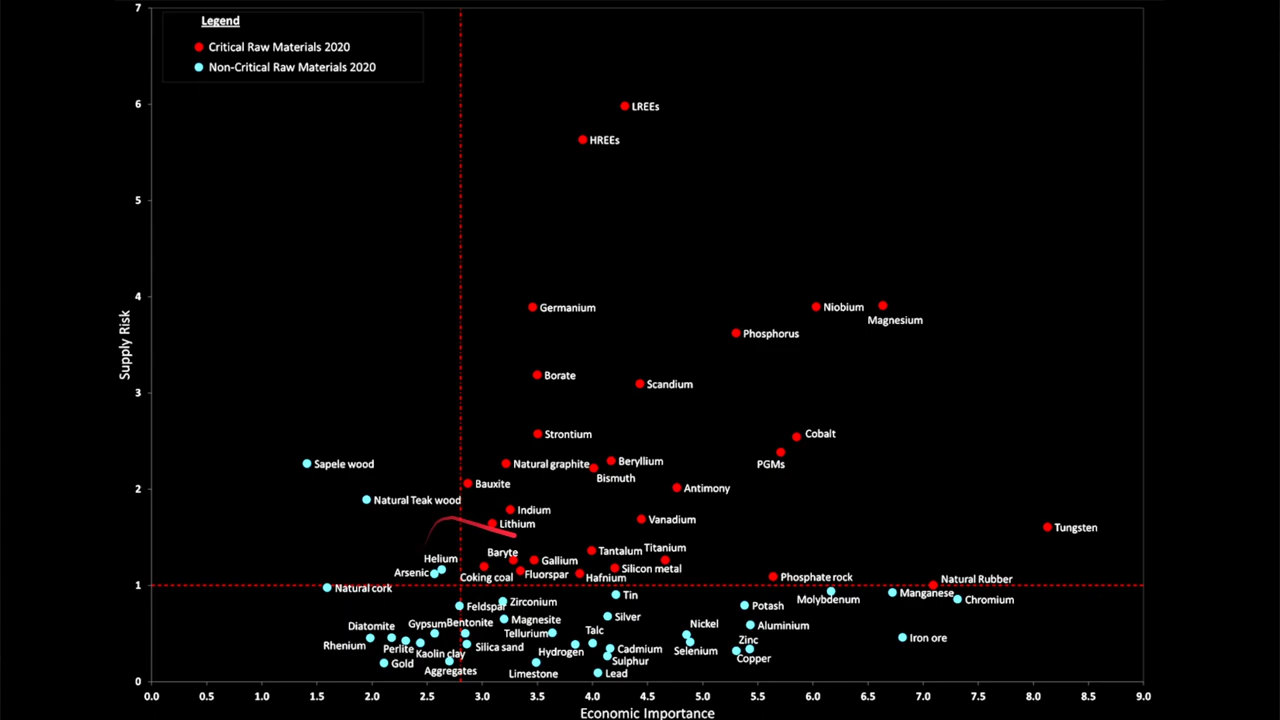 7
Legend
Critical Raw Materials 2020
Non-Critical Raw Materials 2020
6
LREEs
HREEs
5
4
Germanium
Niobium
Magnesium
Phosphorus
Supply Risk
Borate
Scandium
3
Strontium
Cobalt
Sapele wood
Natural graphite
Beryllium
PGMs
Bismuth
Bauxite
Antimony
2
Natural Teak wood
Indium
Lithium
Vanadium
Tungsten
Helium
Baryte
Gallium
Tantalum
Titanium
Arsenic
Coking coal
Fluorspar
Hafnium
Silicon metal
Phosphate rock
Natural Rubber
1
Natural cork
Tin
Molybdenum
Manganese
Chromium
Feldspar
Zirconium
Potash
Silver
Magnesite
Diatomite
Gypsum
Bentonite
Tellurium
Talc
Nickel
Aluminium
Iron ore
Rhenium
Perlite
Kaolin clay
Silica sand
Hydrogen
Cadmium
Selenium
Zinc
Gold
Aggregates
Limestone
Sulphur
Lead
Copper
0
0.0 0.5 1.0 1.5 2.0 2.5 3.0 3.5 4.0 4.5 5.0 5.5 6.0 6.5 7.0 7.5 8.0 8.5 9.0
Economic Importance